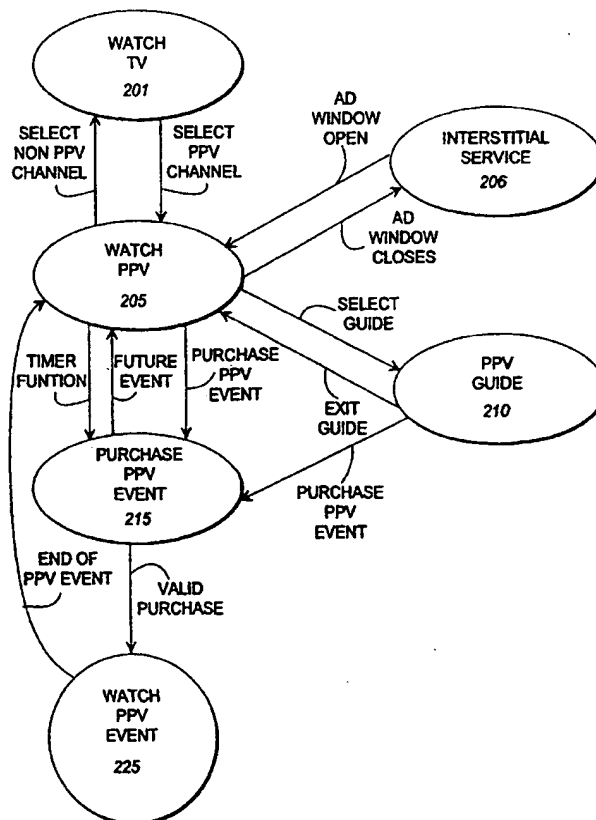 WATCH
TV
201
SELECT
NON PPV
CHANNEL
SELECT
PPV
CHANNEL
AD
WINDOW
OPEN
INTERSTITIAL
SERVICE
206
AD
WINDOW
CLOSES
WATCH
PPV
205
SELECT
GUIDE
TIMER
FUNTION
FUTURE
EVENT
PURCHASE
PPV
EVENT
EXIT
GUIDE
PPV
GUIDE
210
PURCHASE
PPV
EVENT
215
PURCHASE
PPV
EVENT
END OF
PPV EVENT
VALID
PURCHASE
WATCH
PPV
EVENT
225